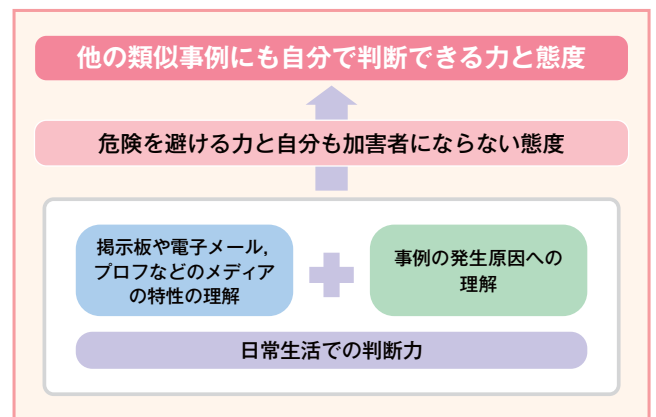 他の類似事例にも自分で判断できる力と態度
危険を避ける力と自分も加害者にならない態度
掲示板や電子メール,
プロフなどのメディア
の特性の理解
事例の発生原因への
理解
日常生活での判断力